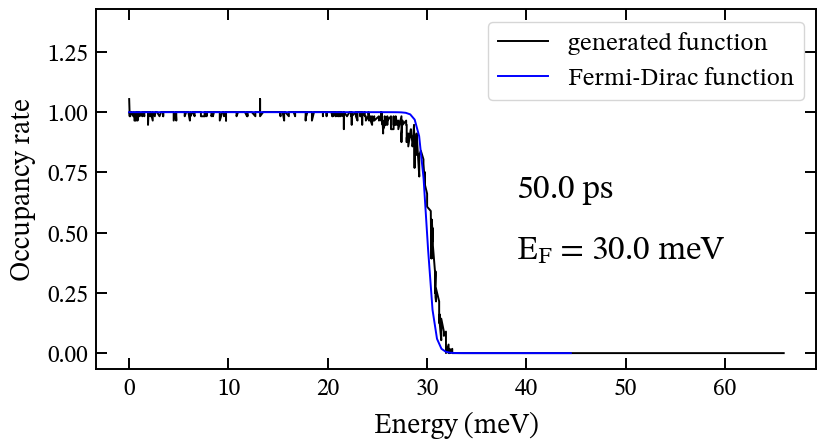 generated function
Fermi-Dirac function
1.25
1.00
0.75
0.50
0.25
0.00
Occupancy rate
50.0 ps
E_F = 30.0 meV
0 10 20 30 40 50 60
Energy (meV)